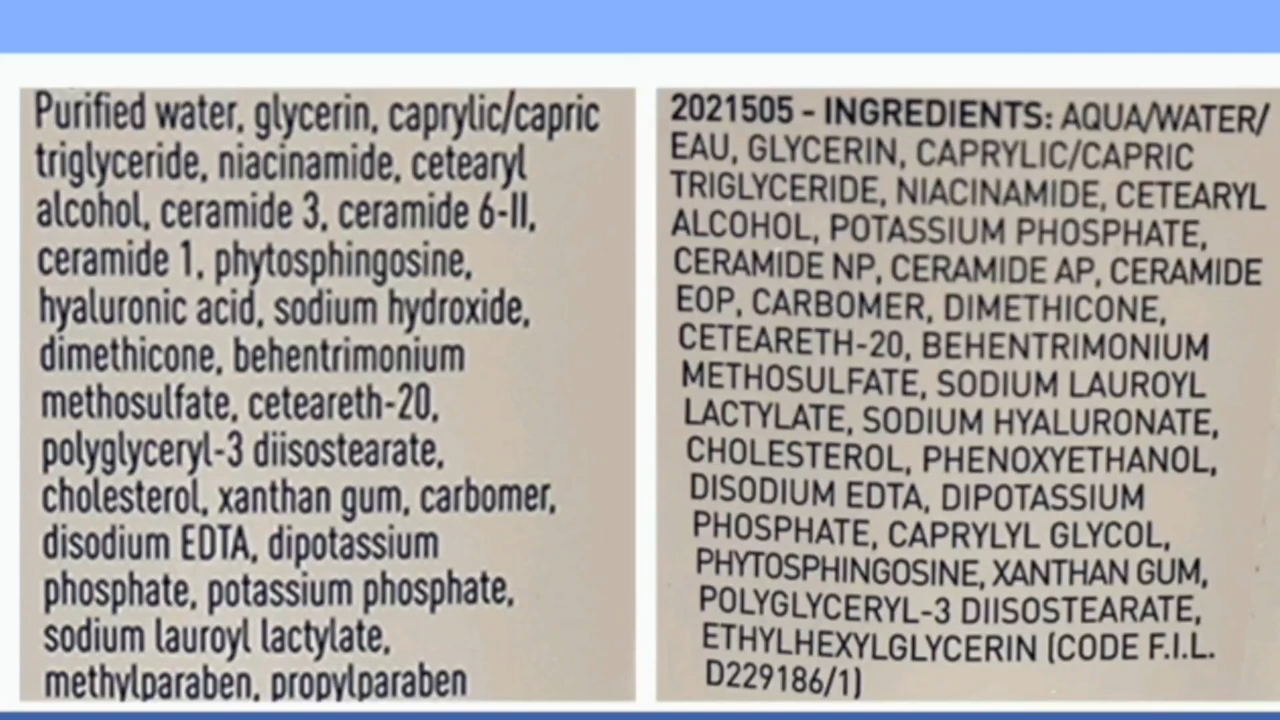 Purified water, glycerin, caprylic/capric
triglyceride, niacinamide, cetearyl
alcohol, ceramide 3, ceramide 6-II,
ceramide 1, phytosphingosine,
hyaluronic acid, sodium hydroxide,
dimethicone, behentrimonium
methosulfate, ceteareth-20,
polyglyceryl-3 diisostearate,
cholesterol, xanthan gum, carbomer,
disodium EDTA, dipotassium
phosphate, potassium phosphate,
sodium lauroyl lactylate,
methylparaben, propylparaben
2021505 - INGREDIENTS: AQUA/WATER/
EAU, GLYCERIN, CAPRYLIC/CAPRIC
TRIGLYCERIDE, NIACINAMIDE, CETEARYL
ALCOHOL, POTASSIUM PHOSPHATE,
CERAMIDE NP, CERAMIDE AP, CERAMIDE
EOP, CARBOMER, DIMETHICONE,
CETEARETH-20, BEHENTRIMONIUM
METHOSULFATE, SODIUM LAUROYL
LACTYLATE, SODIUM HYALURONATE,
CHOLESTEROL, PHENOXYETHANOL,
DISODIUM EDTA, DIPOTASSIUM
PHOSPHATE, CAPRYLYL GLYCOL,
PHYTOSPHINGOSINE, XANTHAN GUM,
POLYGLYCERYL-3 DIISOSTEARATE,
ETHYLHEXYLGLYCERIN (CODE F.I.L.
D229186/1)